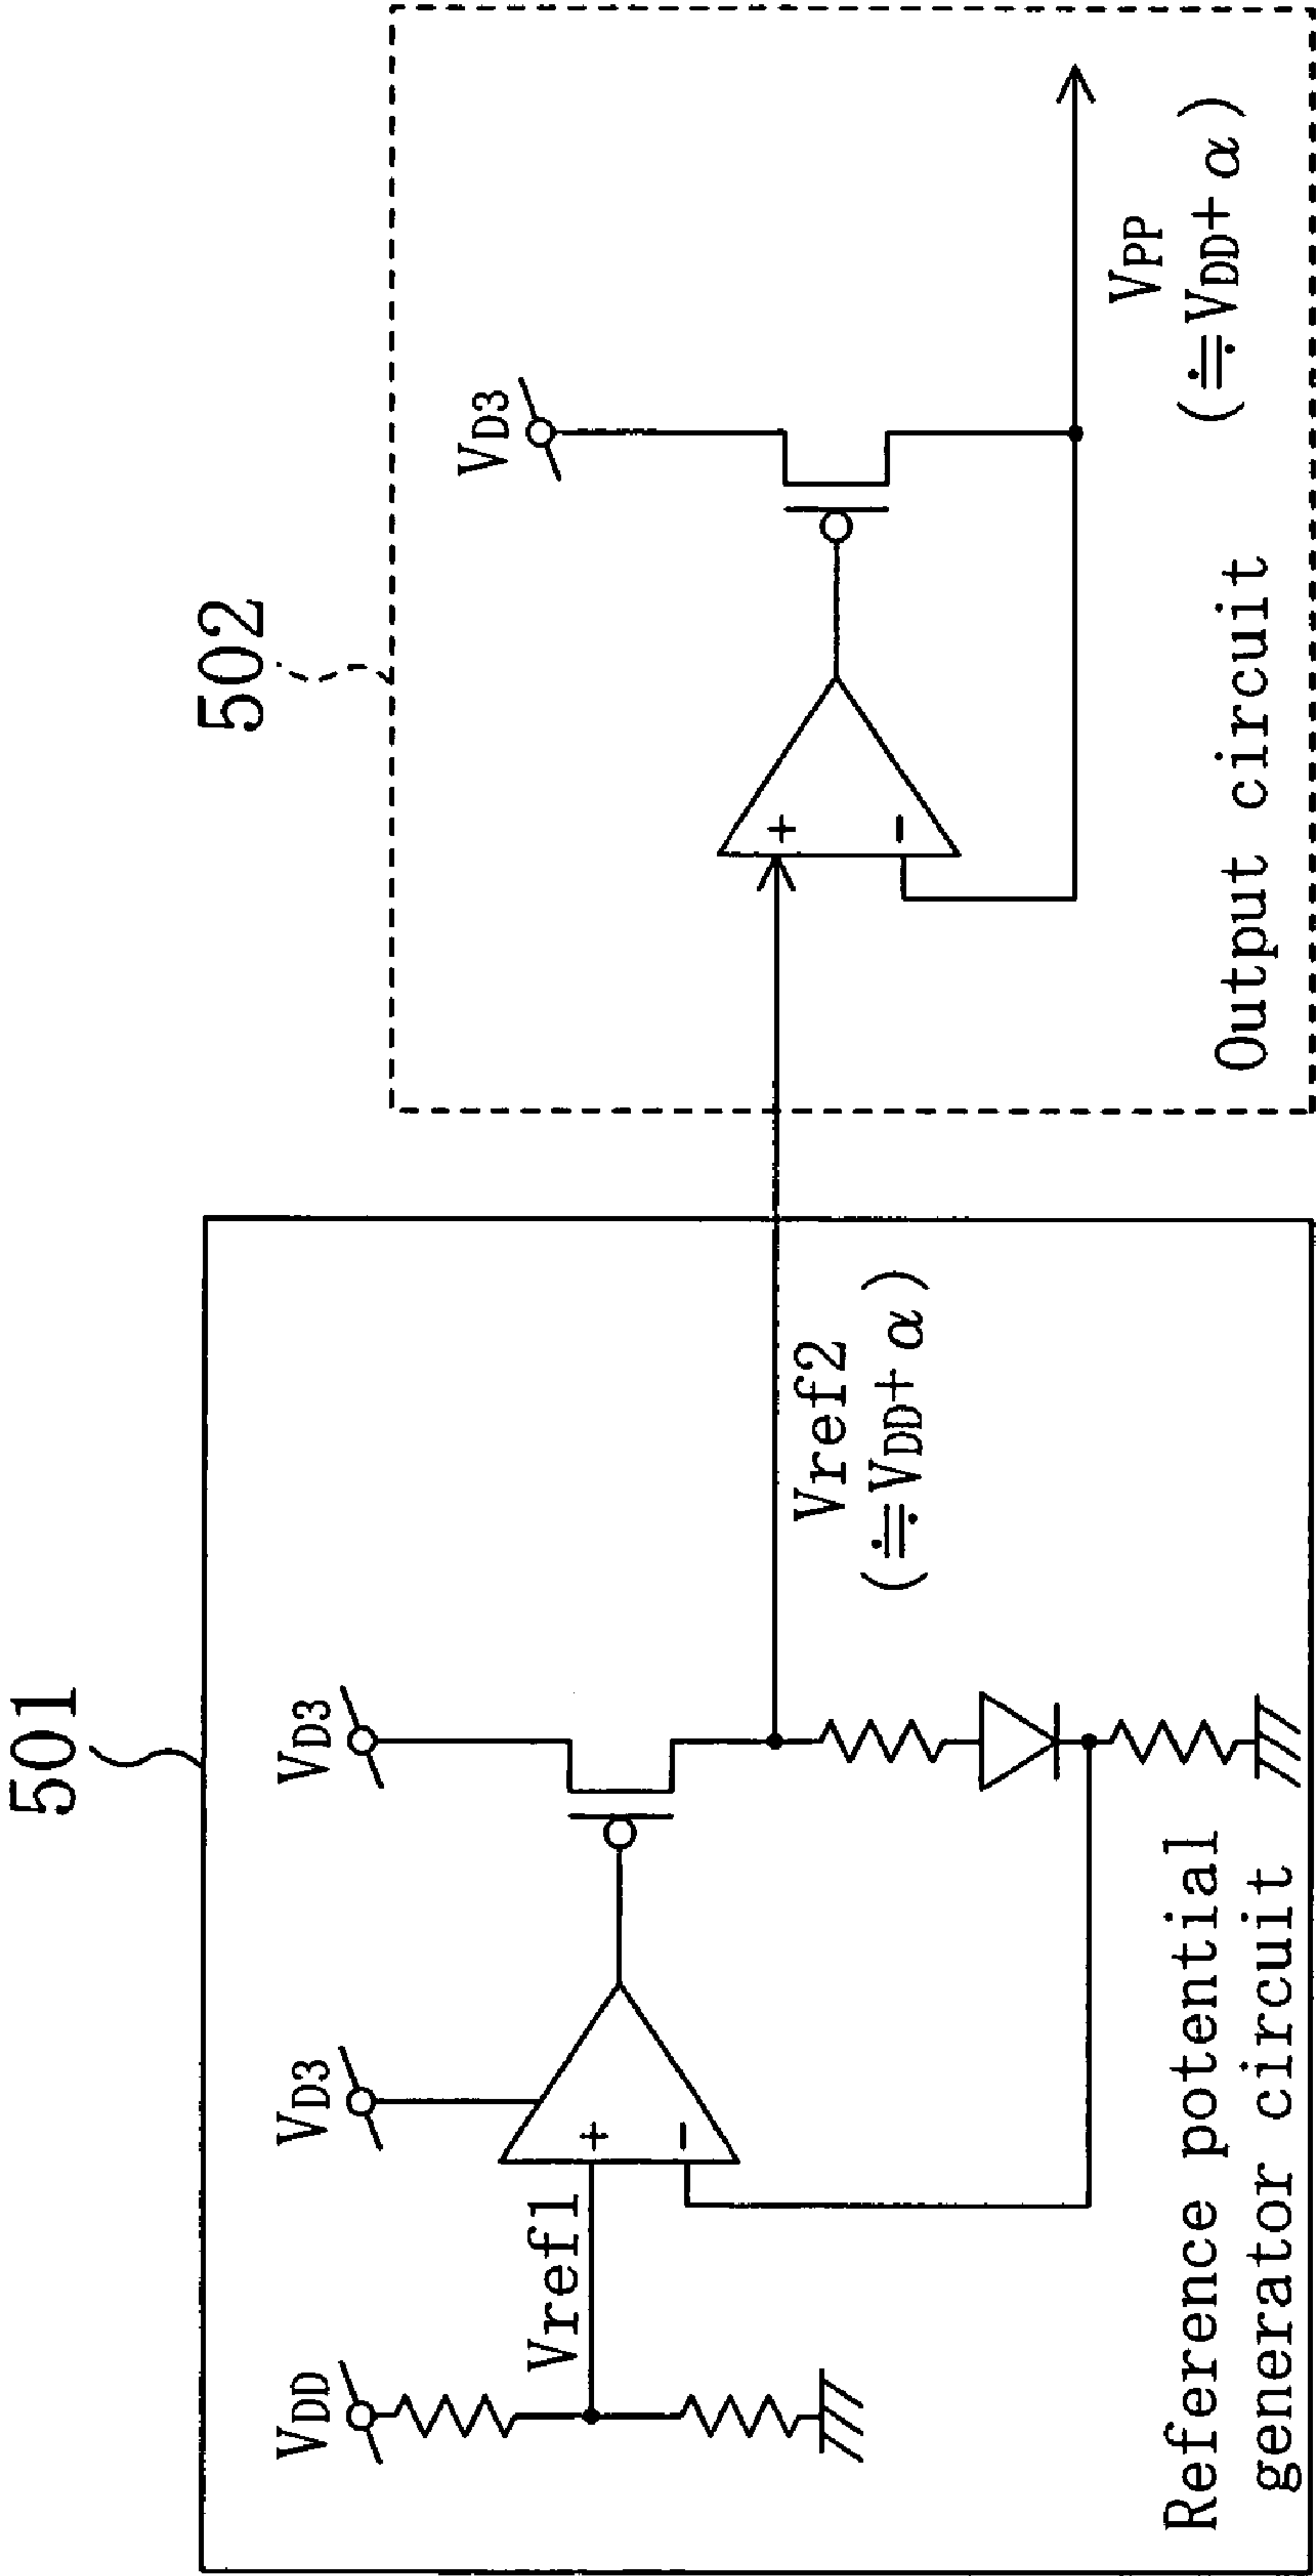 501
VDD
VD3
VD3
Vref1
+
-
Vref2
(≒VDD+α)
Reference potential
generator circuit
502
VD3
+
-
VPP
(≒VDD+α)
Output circuit